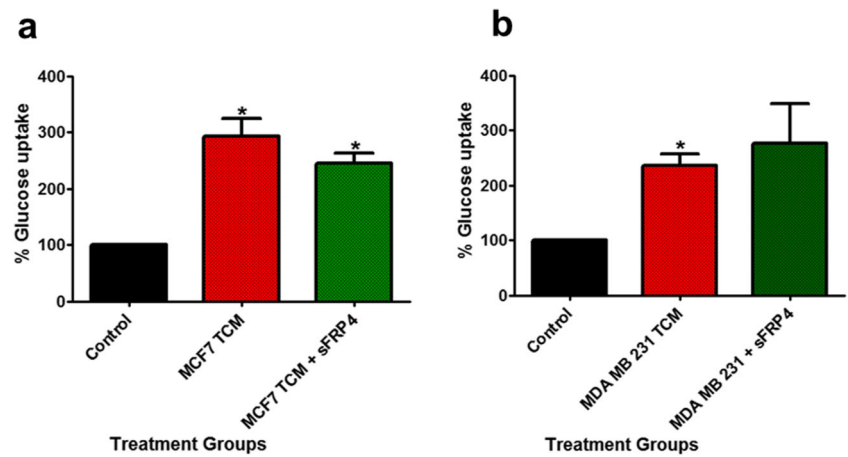 a
400
300
200
100
0
% Glucose uptake
*
*
Control
MCF7 TCM
MCF7 TCM + sFRP4
Treatment Groups
b
400
300
200
100
0
% Glucose uptake
*
Control
MDA MB 231 TCM
MDA MB 231 + sFRP4
Treatment Groups